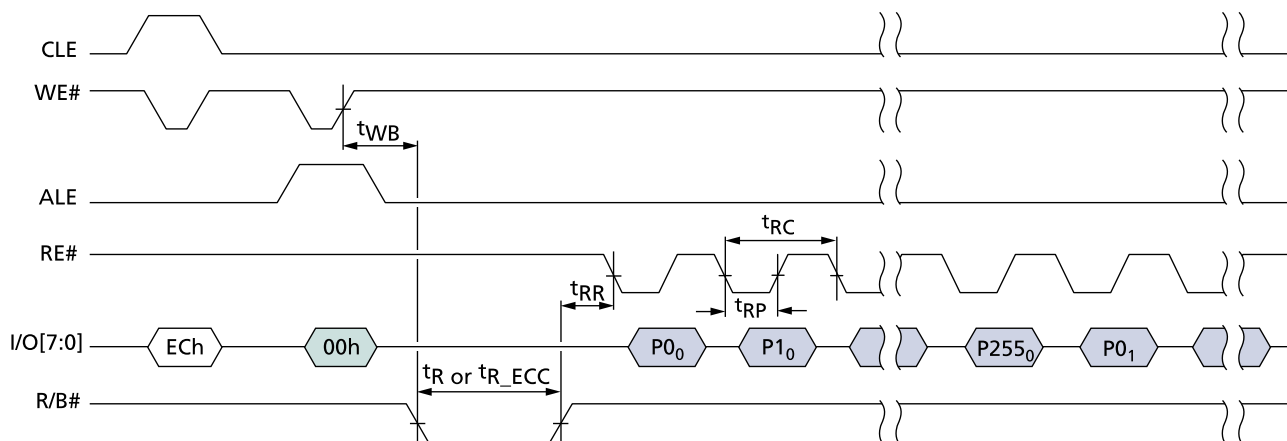 CLE
WE#
tWB
ALE
tRC
RE#
tRR
tRP
I/O[7:0]
ECh
00h
P0₀
P1₀
P255₀
P0₁
tR or tR_ECC
R/B#